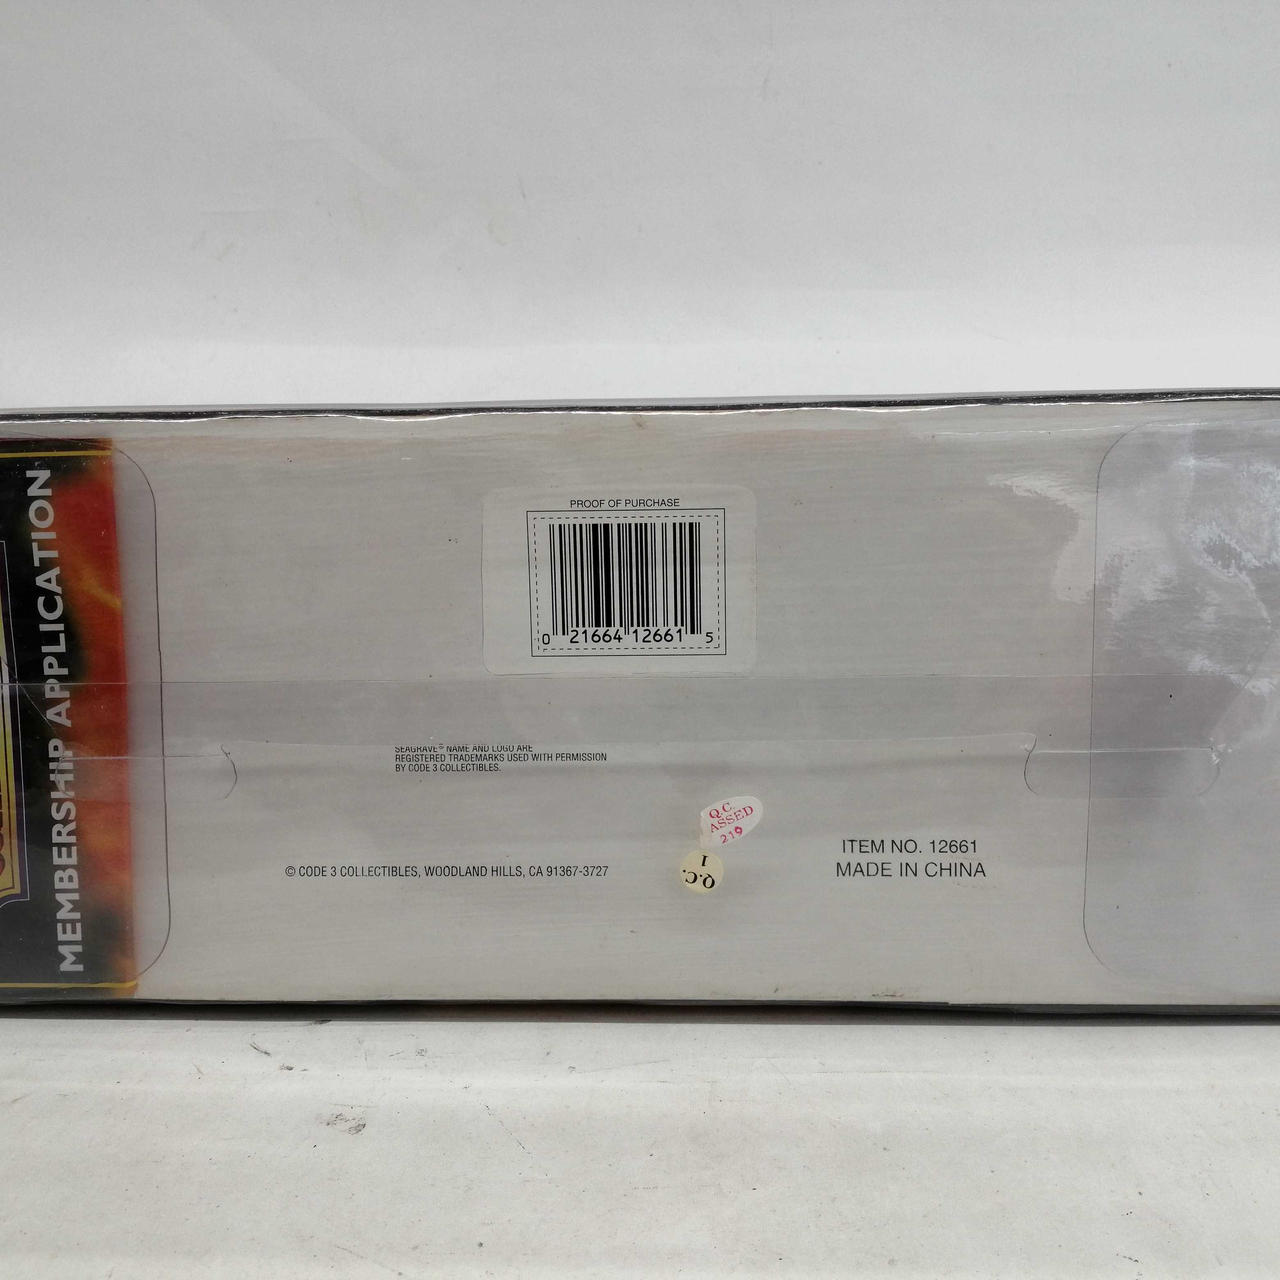 MEMBERSHIP APPLICATION
PROOF OF PURCHASE
0 21664 12661 5
SEAGRAVE® NAME AND LOGO ARE
REGISTERED TRADEMARKS USED WITH PERMISSION
BY CODE 3 COLLECTIBLES.
Q.C.
ASSED
219
Q.C.
1
© CODE 3 COLLECTIBLES, WOODLAND HILLS, CA 91367-3727
ITEM NO. 12661
MADE IN CHINA